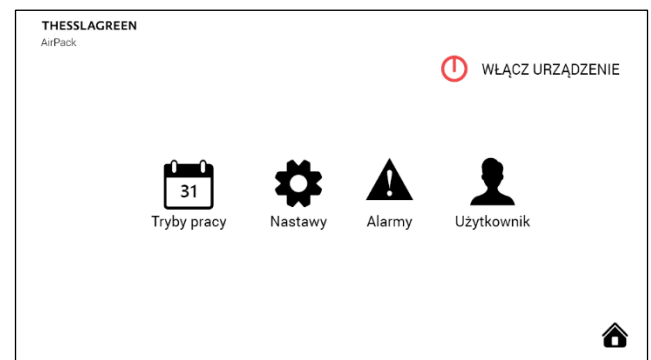 THESSLAGREEN
AirPack
WŁĄCZ URZĄDZENIE
31
Tryby pracy
Nastawy
Alarmy
Użytkownik